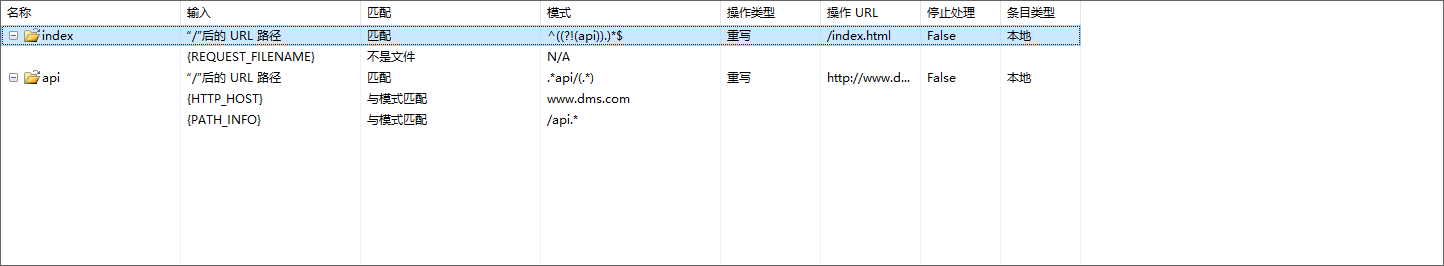 名称 输入 匹配 模式 操作类型 操作 URL 停止处理 条目类型
index “/”后的 URL 路径 匹配 ^((?!(api)).)*$ 重写 /index.html False 本地
{REQUEST_FILENAME} 不是文件 N/A
api “/”后的 URL 路径 匹配 .*api/(.*) 重写 http://www.d... False 本地
{HTTP_HOST} 与模式匹配 www.dms.com
{PATH_INFO} 与模式匹配 /api.*